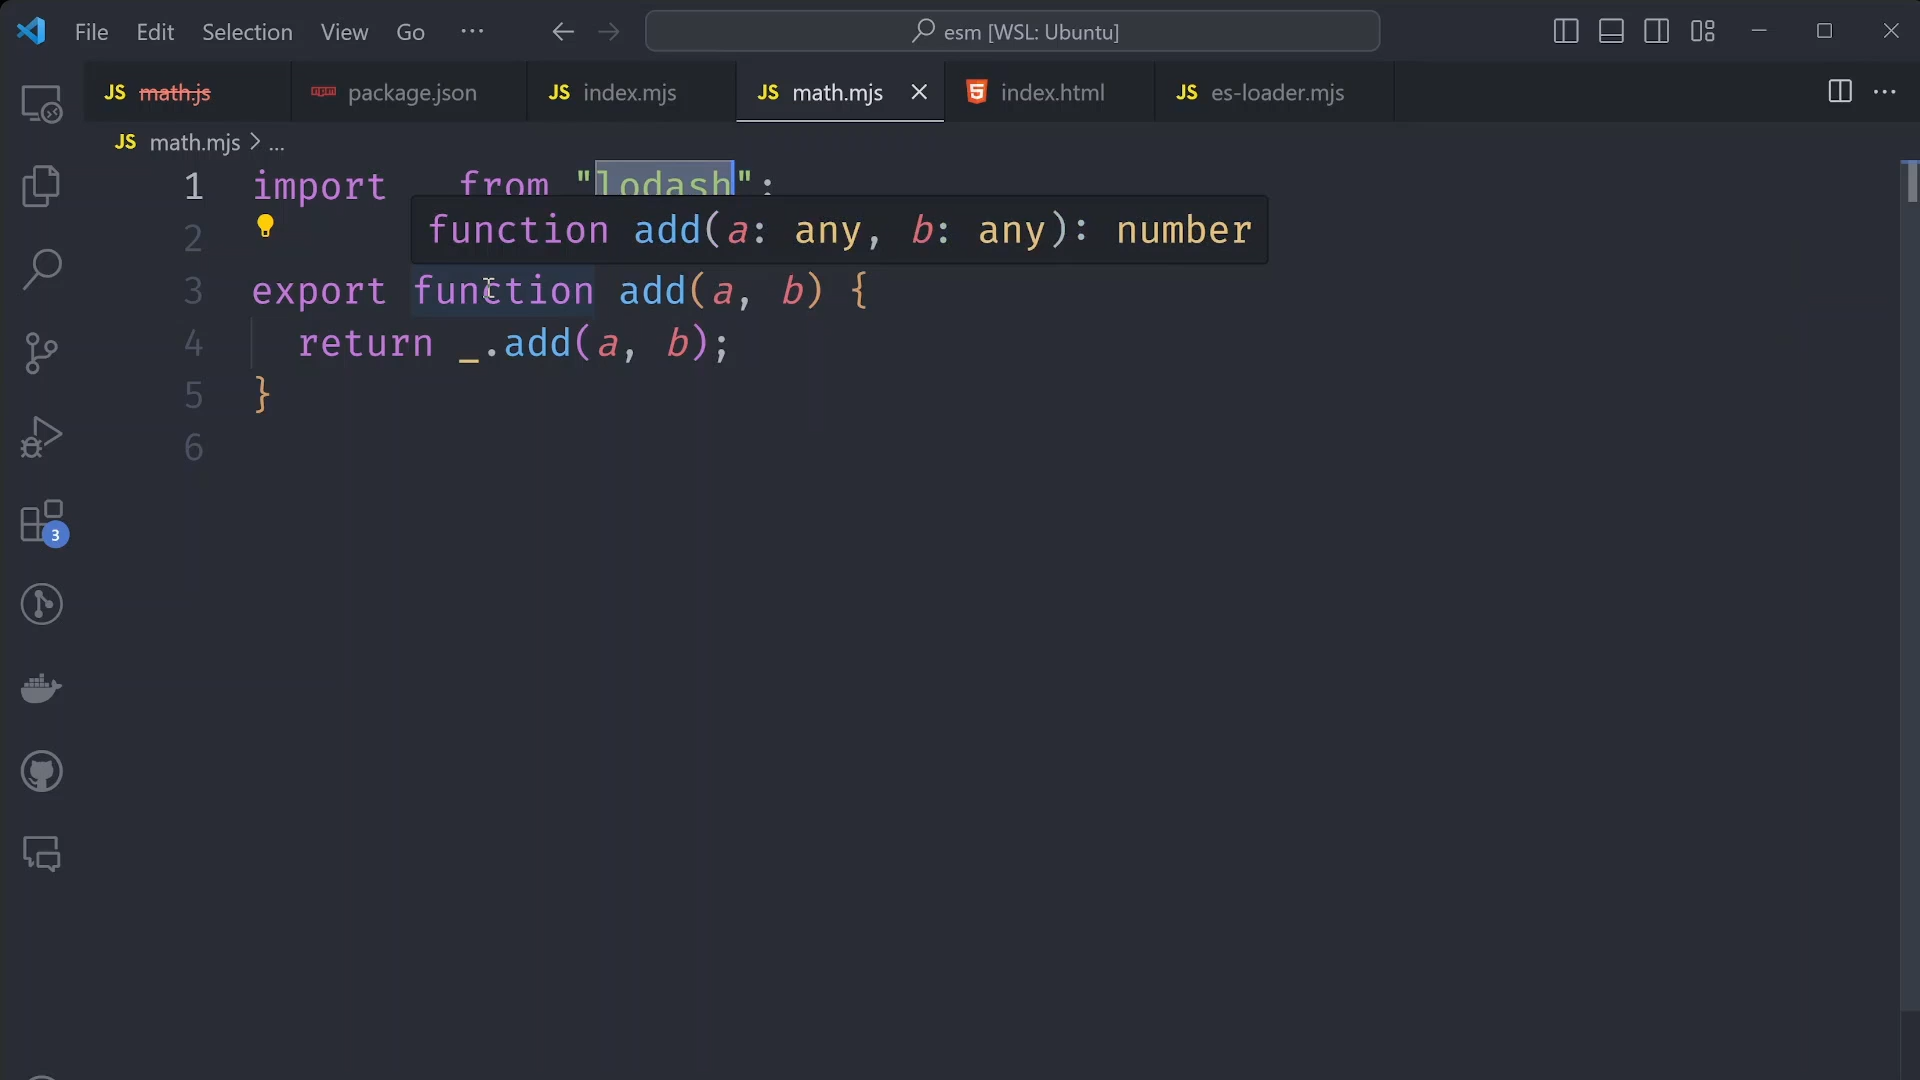 File Edit Selection View Go ··· esm [WSL: Ubuntu]
JS math.js package.json JS index.mjs JS math.mjs index.html JS es-loader.mjs
JS math.mjs > ...
1 import from "lodash";
function add(a: any, b: any): number
2
3 export function add(a, b) {
4 return _.add(a, b);
5 }
6
3